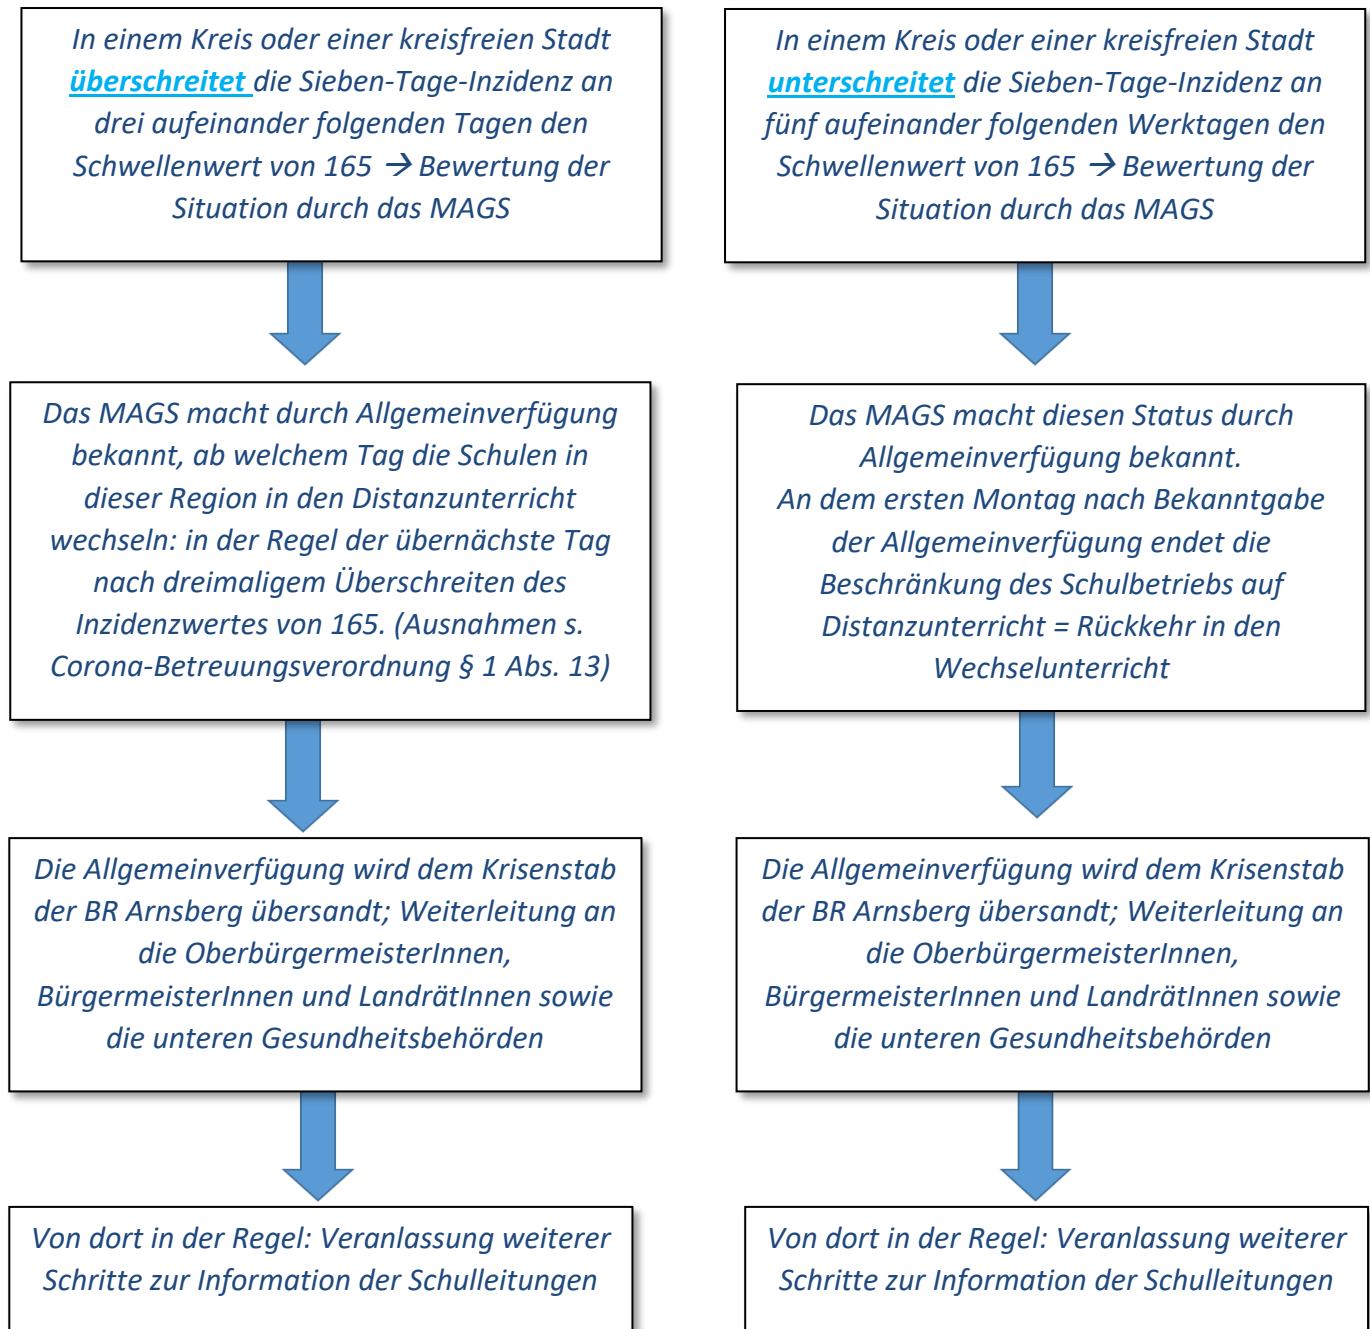 In einem Kreis oder einer kreisfreien Stadt
überschreitet die Sieben-Tage-Inzidenz an
drei aufeinander folgenden Tagen den
Schwellenwert von 165 → Bewertung der
Situation durch das MAGS
Das MAGS macht durch Allgemeinverfügung
bekannt, ab welchem Tag die Schulen in
dieser Region in den Distanzunterricht
wechseln: in der Regel der übernächste Tag
nach dreimaligem Überschreiten des
Inzidenzwertes von 165. (Ausnahmen s.
Corona-Betreuungsverordnung § 1 Abs. 13)
Die Allgemeinverfügung wird dem Krisenstab
der BR Arnsberg übersandt; Weiterleitung an
die OberbürgermeisterInnen,
BürgermeisterInnen und LandrätInnen sowie
die unteren Gesundheitsbehörden
Von dort in der Regel: Veranlassung weiterer
Schritte zur Information der Schulleitungen
In einem Kreis oder einer kreisfreien Stadt
unterschreitet die Sieben-Tage-Inzidenz an
fünf aufeinander folgenden Werktagen den
Schwellenwert von 165 → Bewertung der
Situation durch das MAGS
Das MAGS macht diesen Status durch
Allgemeinverfügung bekannt.
An dem ersten Montag nach Bekanntgabe
der Allgemeinverfügung endet die
Beschränkung des Schulbetriebs auf
Distanzunterricht = Rückkehr in den
Wechselunterricht
Die Allgemeinverfügung wird dem Krisenstab
der BR Arnsberg übersandt; Weiterleitung an
die OberbürgermeisterInnen,
BürgermeisterInnen und LandrätInnen sowie
die unteren Gesundheitsbehörden
Von dort in der Regel: Veranlassung weiterer
Schritte zur Information der Schulleitungen